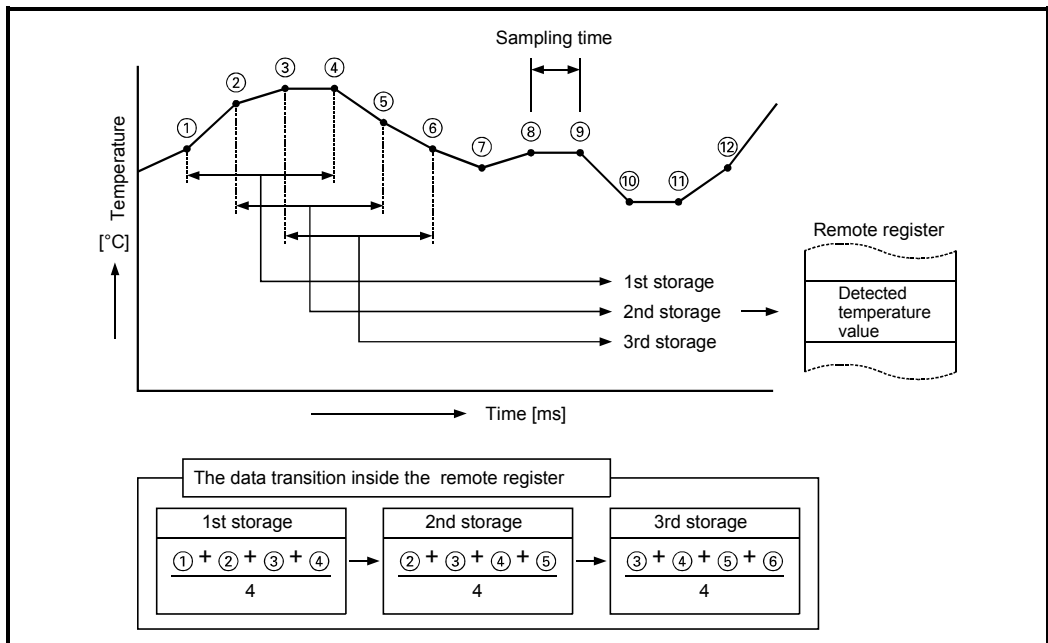 Sampling time
① ② ③ ④ ⑤ ⑥ ⑦ ⑧ ⑨ ⑩ ⑪ ⑫
Temperature
[°C]
Remote register
1st storage
2nd storage
3rd storage
Detected
temperature
value
Time [ms]
The data transition inside the remote register
1st storage
① + ② + ③ + ④
4
2nd storage
② + ③ + ④ + ⑤
4
3rd storage
③ + ④ + ⑤ + ⑥
4